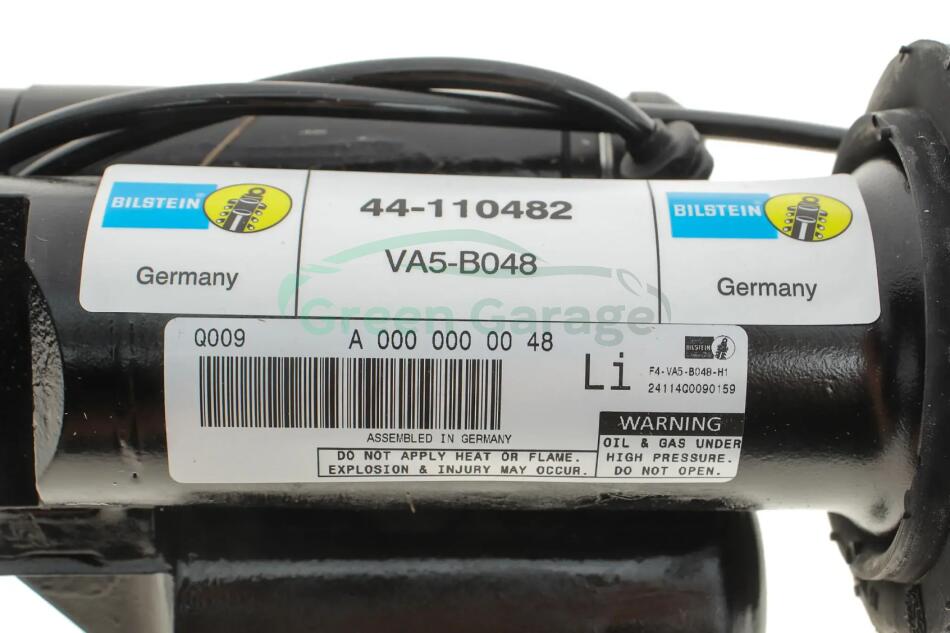 BILSTEIN
Germany
44-110482
VA5-B048
BILSTEIN
Germany
Green Garage
Q009 A 000 000 00 48
Li
BILSTEIN
F4-VA5-B048-H1
24114Q0090159
ASSEMBLED IN GERMANY
DO NOT APPLY HEAT OR FLAME.
EXPLOSION & INJURY MAY OCCUR.
WARNING
OIL & GAS UNDER
HIGH PRESSURE.
DO NOT OPEN.